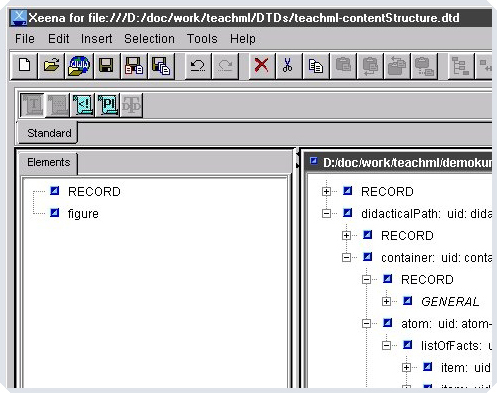 Xeena for file:///D:/doc/work/teachml/DTDs/teachml-contentStructure.dtd
File Edit Insert Selection Tools Help
Standard
Elements
RECORD
figure
D:/doc/work/teachml/demokur
RECORD
didacticalPath: uid: dida
RECORD
container: uid: conta
RECORD
GENERAL
atom: uid: atom-
listOfFacts: u
item: uid
item: uid